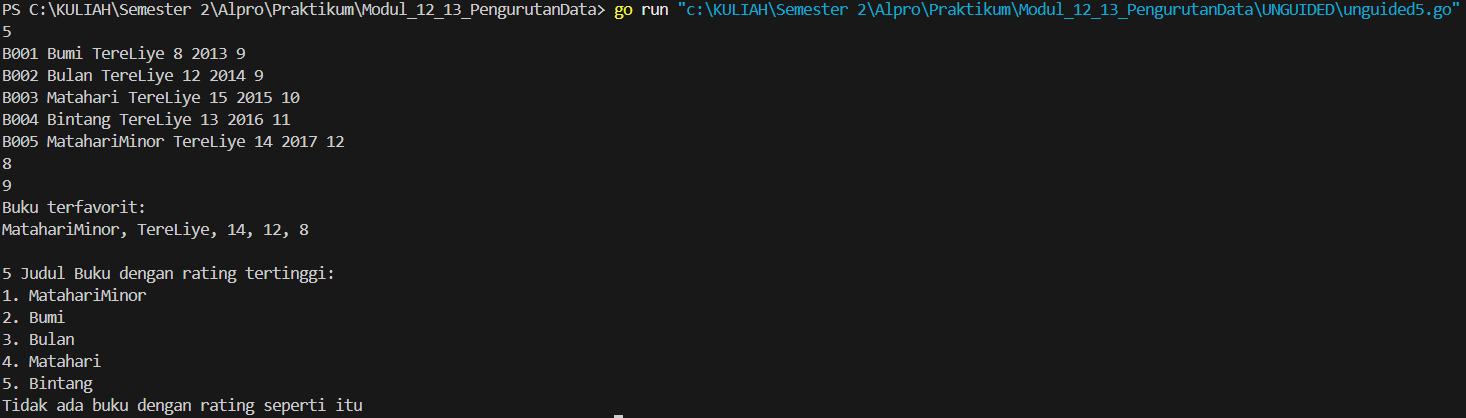 PS C:\KULIAH\Semester 2\Alpro\Praktikum\Modul_12_13_PengurutanData> go run "c:\KULIAH\Semester 2\Alpro\Praktikum\Modul_12_13_PengurutanData\UNGUIDED\unguided5.go"
5
B001 Bumi TereLiye 8 2013 9
B002 Bulan TereLiye 12 2014 9
B003 Matahari TereLiye 15 2015 10
B004 Bintang TereLiye 13 2016 11
B005 MatahariMinor TereLiye 14 2017 12
8
9
Buku terfavorit:
MatahariMinor, TereLiye, 14, 12, 8
5 Judul Buku dengan rating tertinggi:
1. MatahariMinor
2. Bumi
3. Bulan
4. Matahari
5. Bintang
Tidak ada buku dengan rating seperti itu